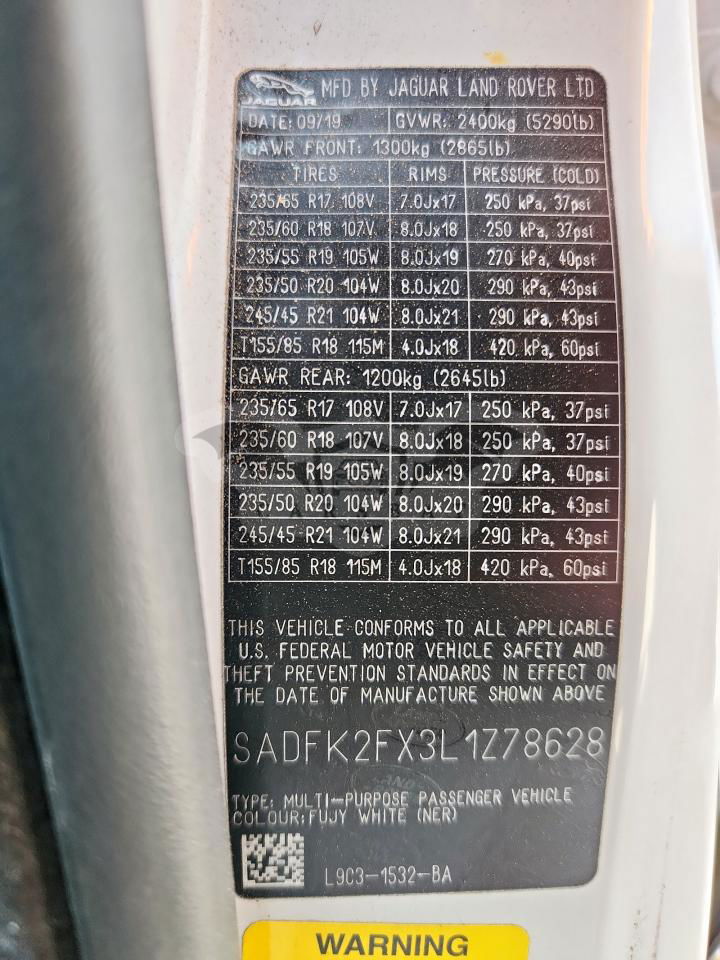 JAGUAR MFD BY JAGUAR LAND ROVER LTD
DATE: 09/19 GVWR: 2400kg (5290lb)
GAWR FRONT: 1300kg (2865lb)
TIRES RIMS PRESSURE (COLD)
235/65 R17 108V 7.0Jx17 250 kPa, 37psi
235/60 R18 107V 8.0Jx18 250 kPa, 37psi
235/55 R19 105W 8.0Jx19 270 kPa, 40psi
235/50 R20 104W 8.0Jx20 290 kPa, 43psi
245/45 R21 104W 8.0Jx21 290 kPa, 43psi
T155/85 R18 115M 4.0Jx18 420 kPa, 60psi
GAWR REAR: 1200kg (2645lb)
235/65 R17 108V 7.0Jx17 250 kPa, 37psi
235/60 R18 107V 8.0Jx18 250 kPa, 37psi
235/55 R19 105W 8.0Jx19 270 kPa, 40psi
235/50 R20 104W 8.0Jx20 290 kPa, 43psi
245/45 R21 104W 8.0Jx21 290 kPa, 43psi
T155/85 R18 115M 4.0Jx18 420 kPa, 60psi
THIS VEHICLE CONFORMS TO ALL APPLICABLE
U.S. FEDERAL MOTOR VEHICLE SAFETY AND
THEFT PREVENTION STANDARDS IN EFFECT ON
THE DATE OF MANUFACTURE SHOWN ABOVE
SADFK2FX3L1Z78628
TYPE: MULTI-PURPOSE PASSENGER VEHICLE
COLOUR:FUJY WHITE (NER)
L9C3-1532-BA
WARNING